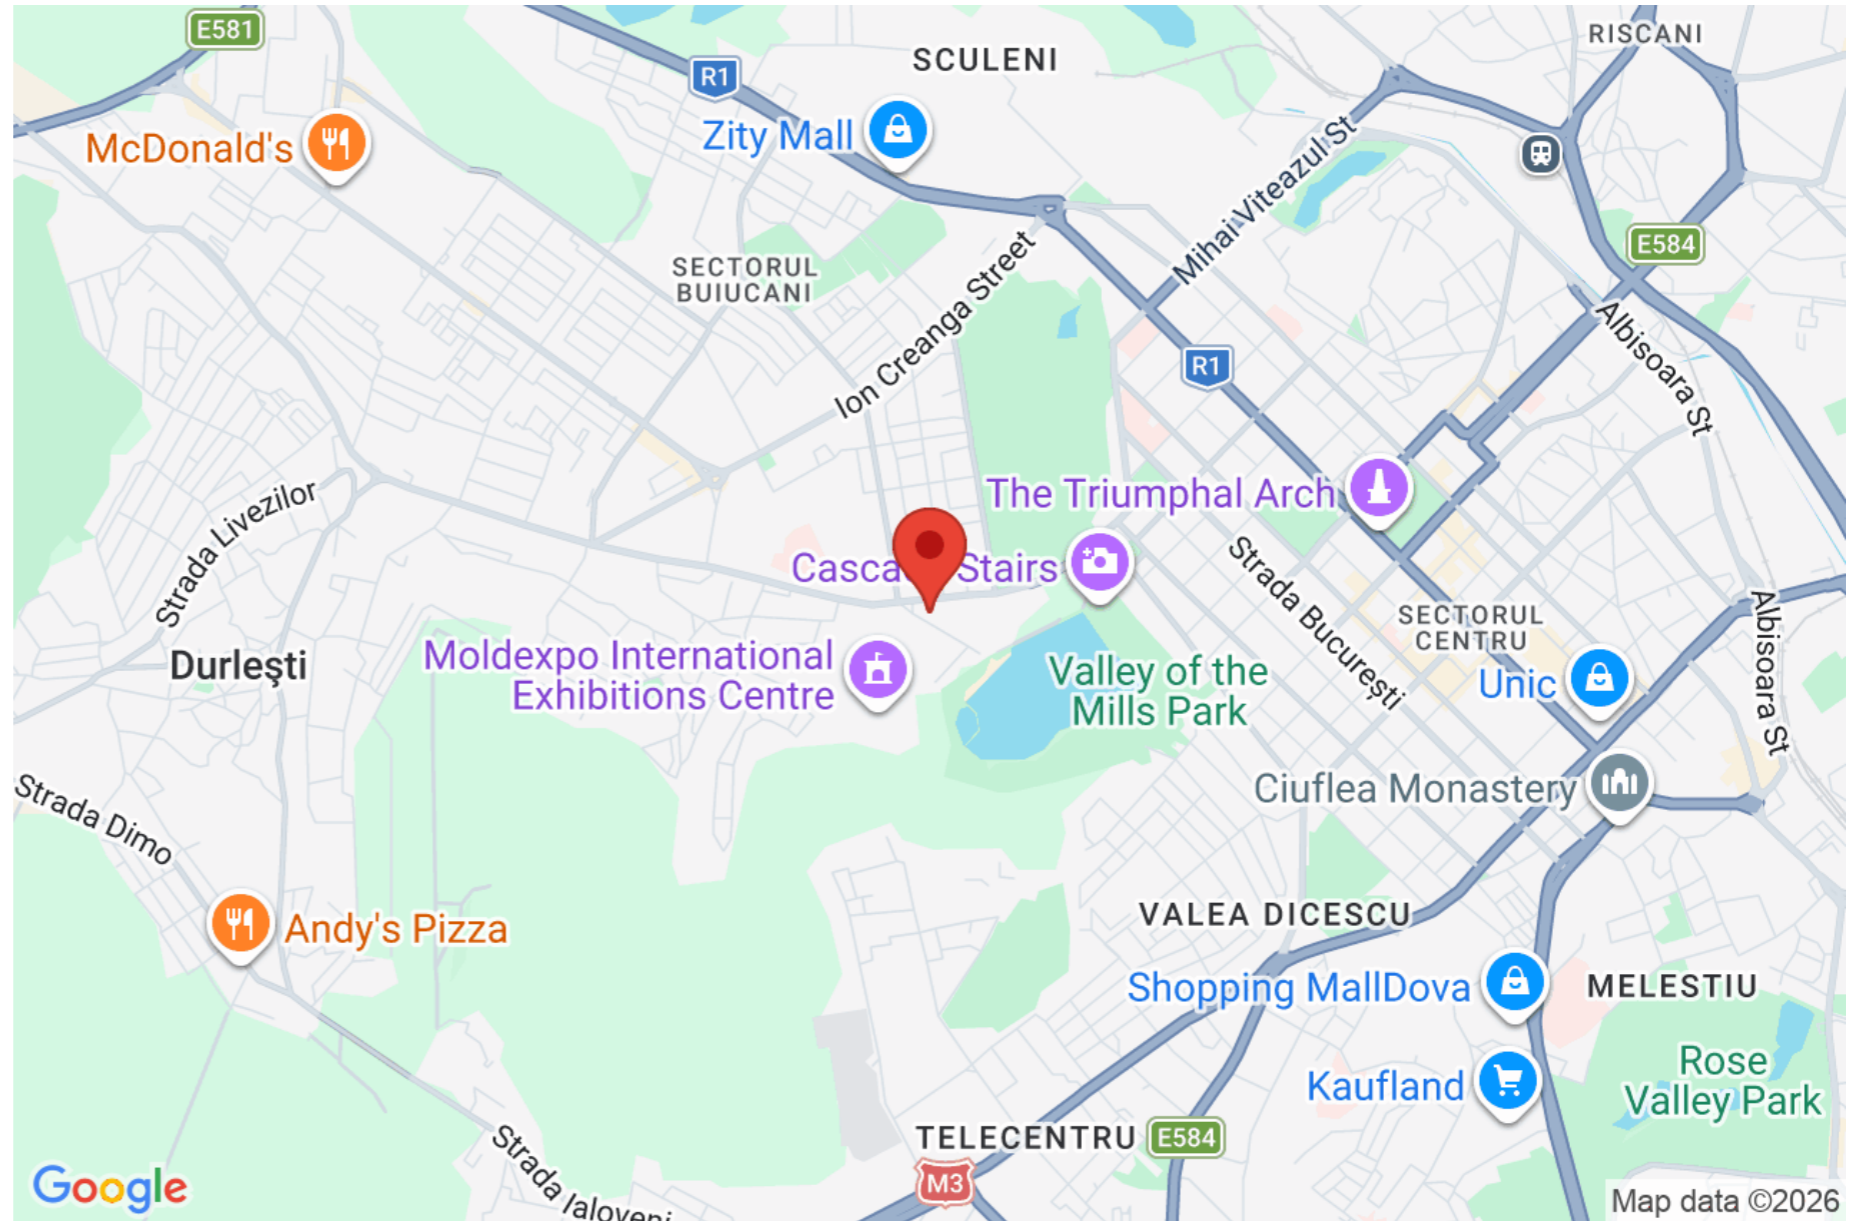 E581
R1
SCULENI
RISCANI
McDonald's
Zity Mall
Mihai Viteazul St
E584
SECTORUL
BUIUCANI
Ion Creanga Street
Albisoara St
R1
Strada Livezilor
The Triumphal Arch
Stairs
Strada București
SECTORUL
CENTRU
Albisoara St
Durleşti
Moldexpo International
Exhibitions Centre
Valley of the
Mills Park
Unic
Strada Dimo
Ciuflea Monastery
Andy's Pizza
VALEA DICESCU
Shopping MallDova
MELESTIU
Kaufland
Rose
Valley Park
TELECENTRU
E584
M3
Strada Ialoveni
Google
Map data ©2026